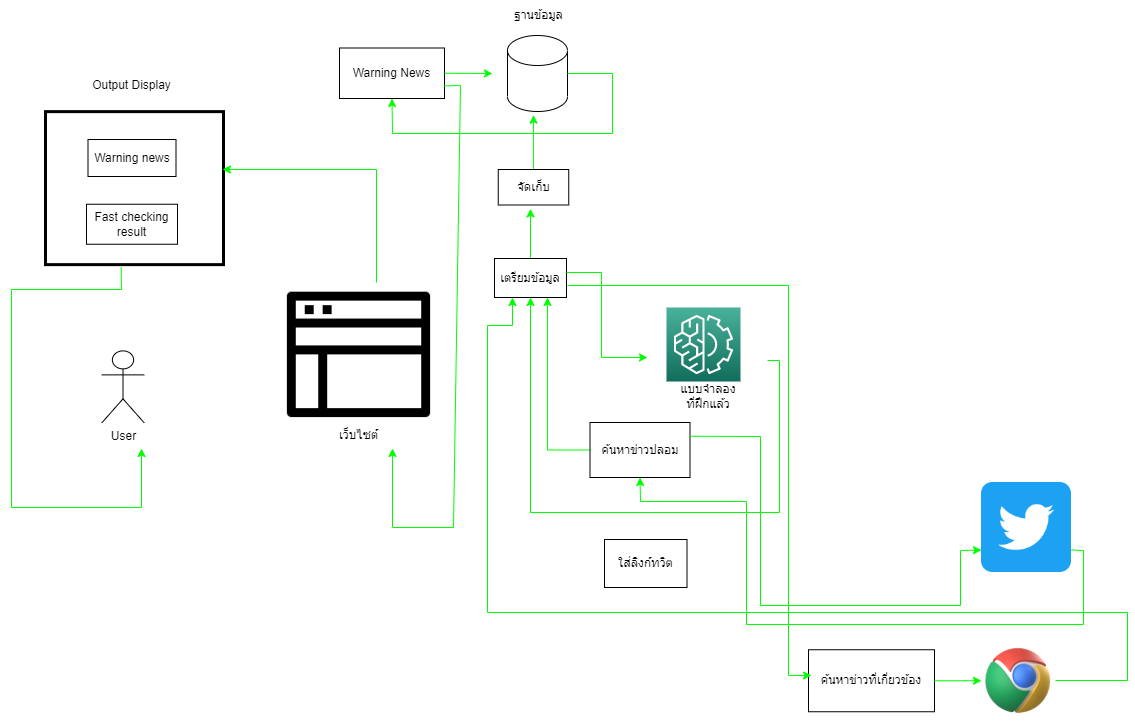 ฐานข้อมูล
Warning News
Output Display
Warning news
จัดเก็บ
Fast checking
result
เตรียมข้อมูล
แบบจำลอง
ที่ฝึกแล้ว
User
เว็บไซต์
ค้นหาข่าวปลอม
ใส่ลิงก์ทวิต
ค้นหาข่าวที่เกี่ยวข้อง